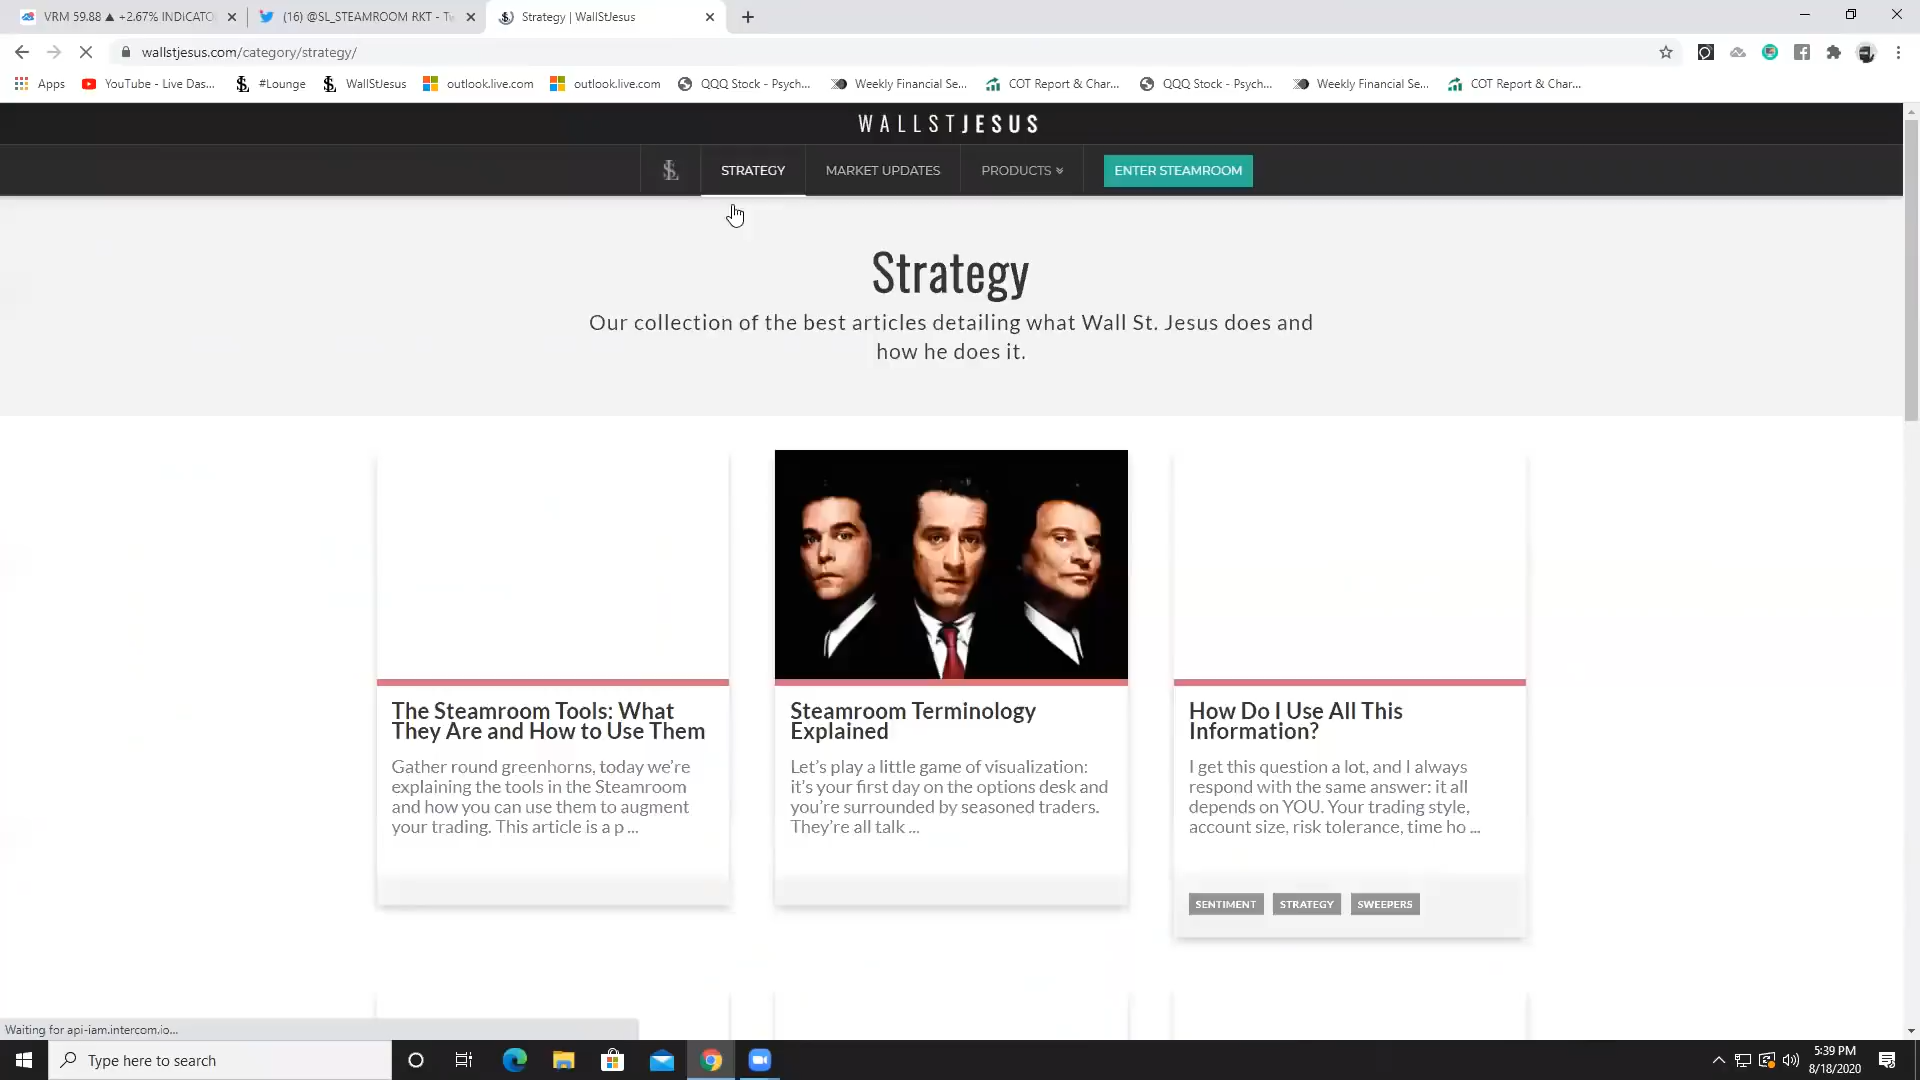 VRM 59.88 ▲ +2.67% INDICATO
(16) @SL_STEAMROOM RKT - Tw
Strategy | WallStJesus
wallstjesus.com/category/strategy/
Apps
YouTube - Live Das...
#Lounge
WallStJesus
outlook.live.com
outlook.live.com
QQQ Stock - Psych...
Weekly Financial Se...
COT Report & Char...
QQQ Stock - Psych...
Weekly Financial Se...
COT Report & Char...
WALLSTJESUS
STRATEGY
MARKET UPDATES
PRODUCTS
ENTER STEAMROOM
Strategy
Our collection of the best articles detailing what Wall St. Jesus does and
how he does it.
The Steamroom Tools: What
They Are and How to Use Them
Gather round greenhorns, today we’re
explaining the tools in the Steamroom
and how you can use them to augment
your trading. This article is a p ...
Steamroom Terminology
Explained
Let’s play a little game of visualization:
it’s your first day on the options desk and
you’re surrounded by seasoned traders.
They’re all talk ...
How Do I Use All This
Information?
I get this question a lot, and I always
respond with the same answer: it all
depends on YOU. Your trading style,
account size, risk tolerance, time ho ...
SENTIMENT
STRATEGY
SWEEPERS
Waiting for api-iam.intercom.io...
Type here to search
5:39 PM
8/18/2020